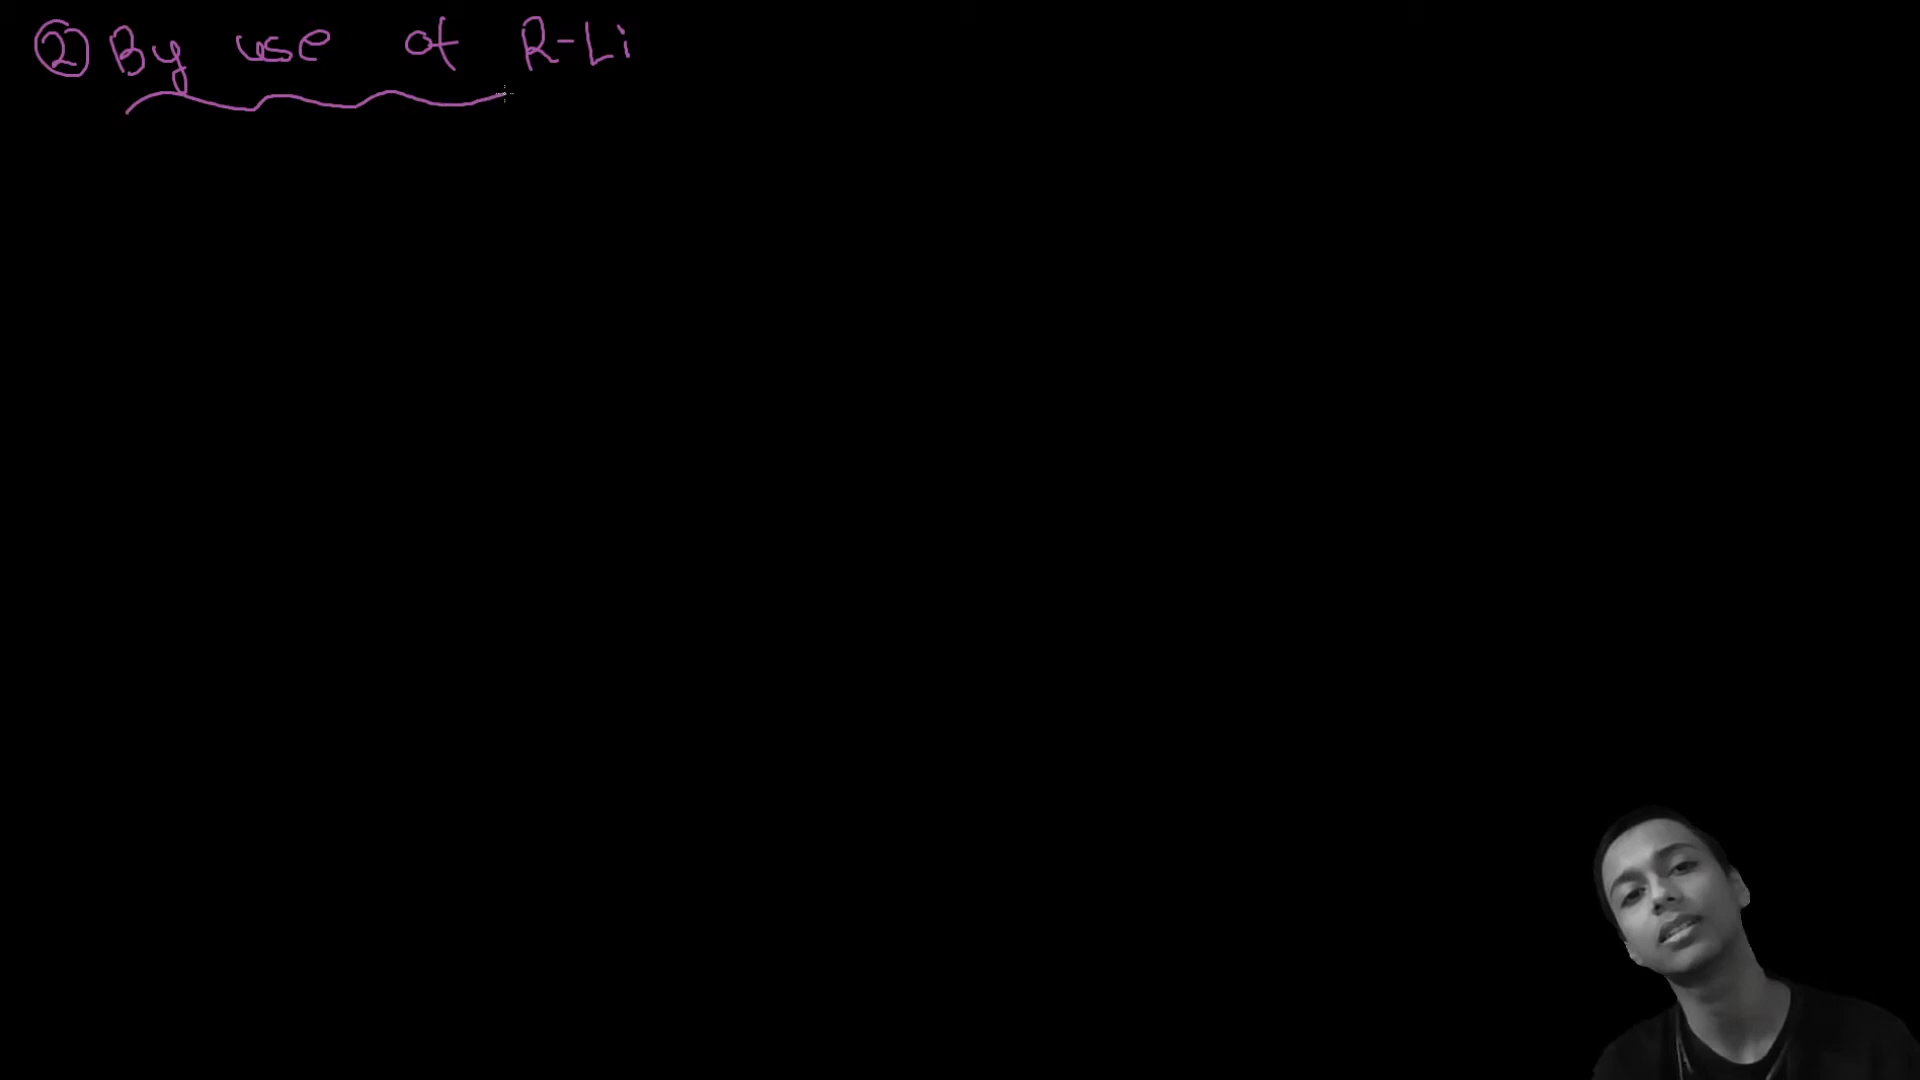 ② By use of R-Li